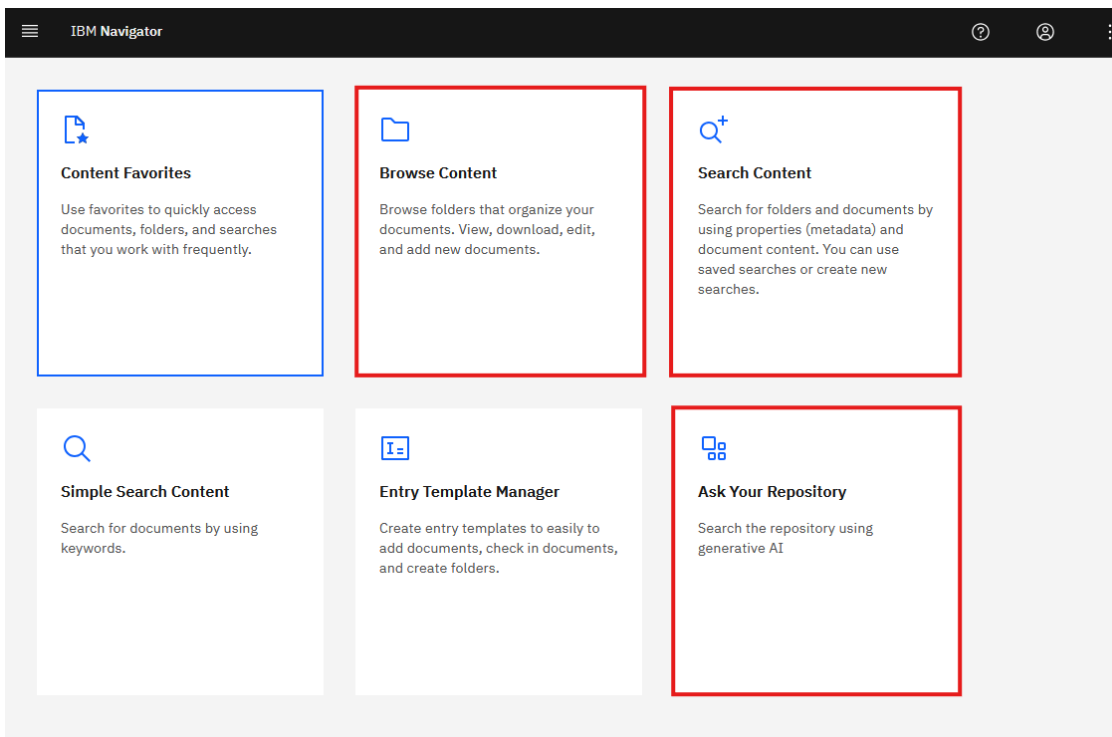 IBM Navigator
Content Favorites
Use favorites to quickly access
documents, folders, and searches
that you work with frequently.
Browse Content
Browse folders that organize your
documents. View, download, edit,
and add new documents.
Search Content
Search for folders and documents by
using properties (metadata) and
document content. You can use
saved searches or create new
searches.
Simple Search Content
Search for documents by using
keywords.
Entry Template Manager
Create entry templates to easily to
add documents, check in documents,
and create folders.
Ask Your Repository
Search the repository using
generative AI